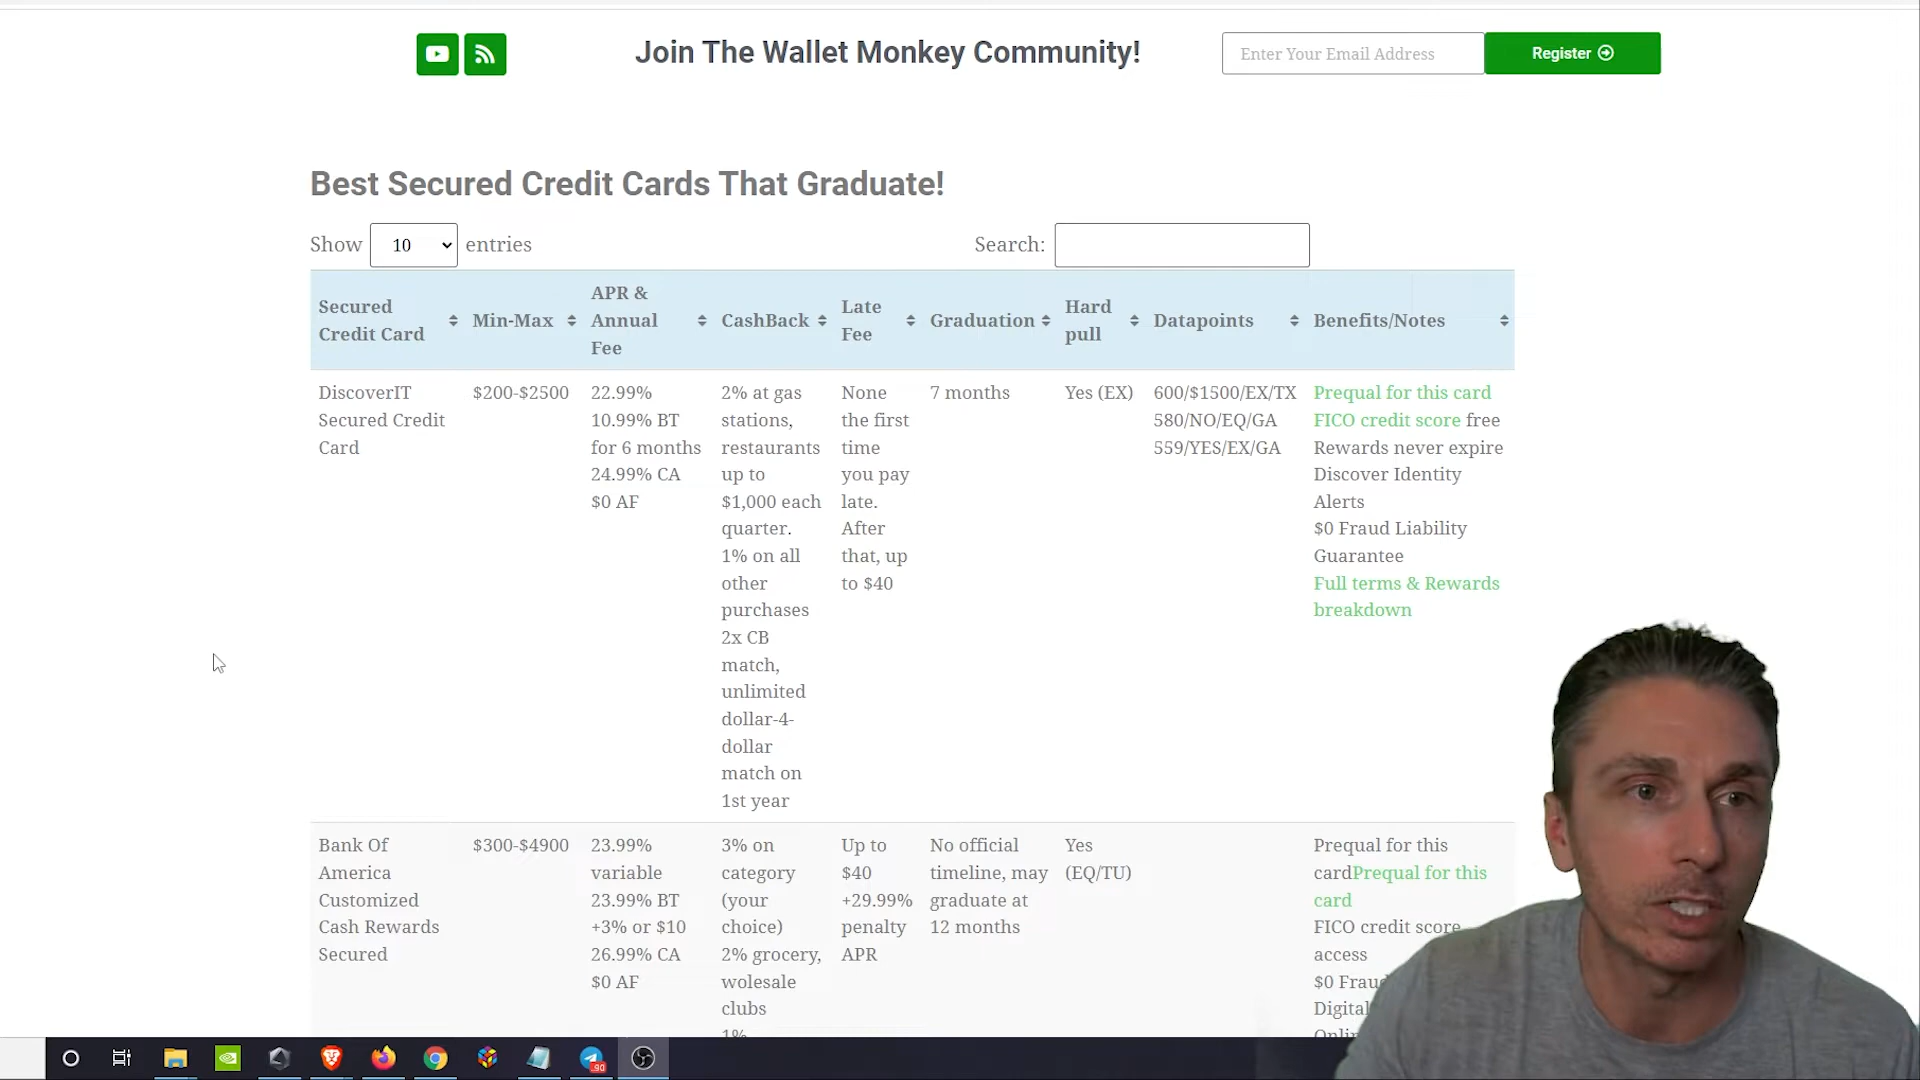 Join The Wallet Monkey Community!
Enter Your Email Address
Register
Best Secured Credit Cards That Graduate!
Show 10 entries
Search:
Secured Credit Card
Min-Max
APR & Annual Fee
CashBack
Late Fee
Graduation
Hard pull
Datapoints
Benefits/Notes
DiscoverIT
Secured Credit
Card
$200-$2500
22.99%
10.99% BT
for 6 months
24.99% CA
$0 AF
2% at gas
stations,
restaurants
up to
$1,000 each
quarter.
1% on all
other
purchases
2x CB
match,
unlimited
dollar-4-
dollar
match on
1st year
None
the first
time
you pay
late.
After
that, up
to $40
7 months
Yes (EX)
600/$1500/EX/TX
580/NO/EQ/GA
559/YES/EX/GA
Prequal for this card
FICO credit score free
Rewards never expire
Discover Identity
Alerts
$0 Fraud Liability
Guarantee
Full terms & Rewards
breakdown
Bank Of
America
Customized
Cash Rewards
Secured
$300-$4900
23.99%
variable
23.99% BT
+3% or $10
26.99% CA
$0 AF
3% on
category
(your
choice)
2% grocery,
wolesale
clubs
1%
Up to
$40
+29.99%
penalty
APR
No official
timeline, may
graduate at
12 months
Yes
(EQ/TU)
Prequal for this
cardPrequal for this
card
FICO credit score
access
$0 Frau
Digital
90